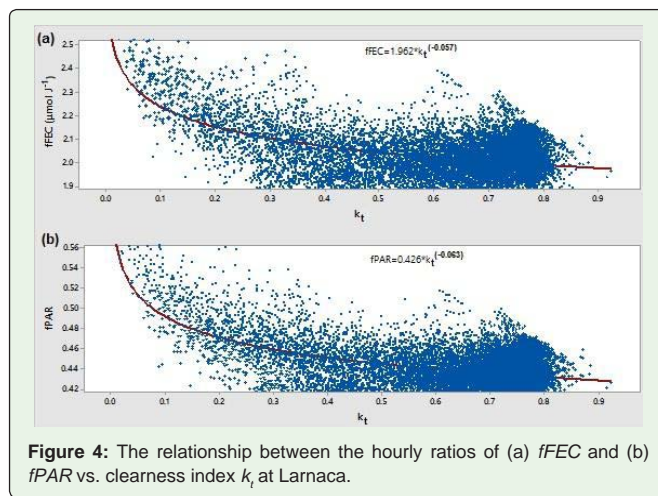 (a)
fFEC=1.962*kt(-0.057)
2.5
2.4
2.3
2.2
2.1
2.0
1.9
fFEC (µmol J⁻¹)
0.0 0.1 0.2 0.3 0.4 0.5 0.6 0.7 0.8 0.9
kt
(b)
fPAR=0.426*kt(-0.063)
0.56
0.54
0.52
0.50
0.48
0.46
0.44
0.42
fPAR
0.0 0.1 0.2 0.3 0.4 0.5 0.6 0.7 0.8 0.9
kt
Figure 4: The relationship between the hourly ratios of (a) fFEC and (b)
fPAR vs. clearness index kt at Larnaca.